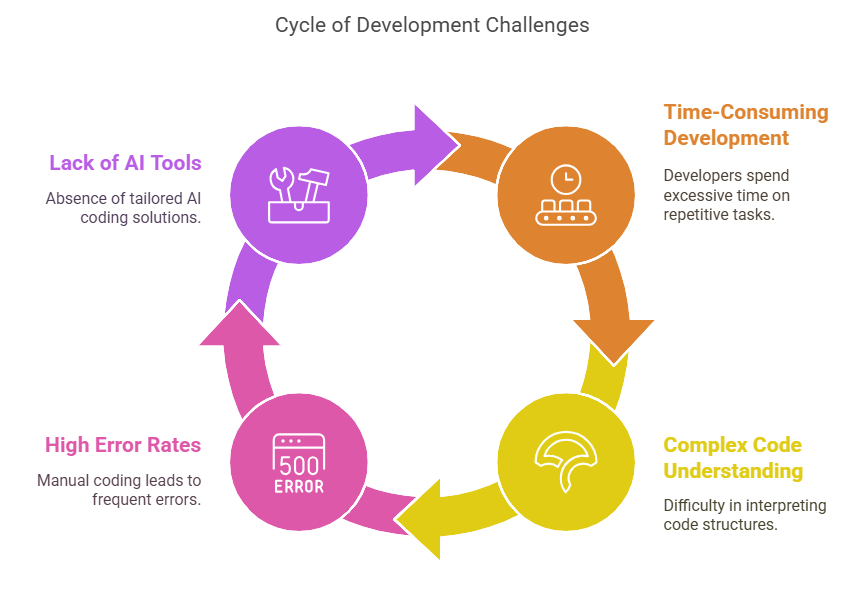 Cycle of Development Challenges
Lack of AI Tools
Absence of tailored AI
coding solutions.
Time-Consuming
Development
Developers spend
excessive time on
repetitive tasks.
High Error Rates
Manual coding leads to
frequent errors.
500
ERROR
Complex Code
Understanding
Difficulty in interpreting
code structures.